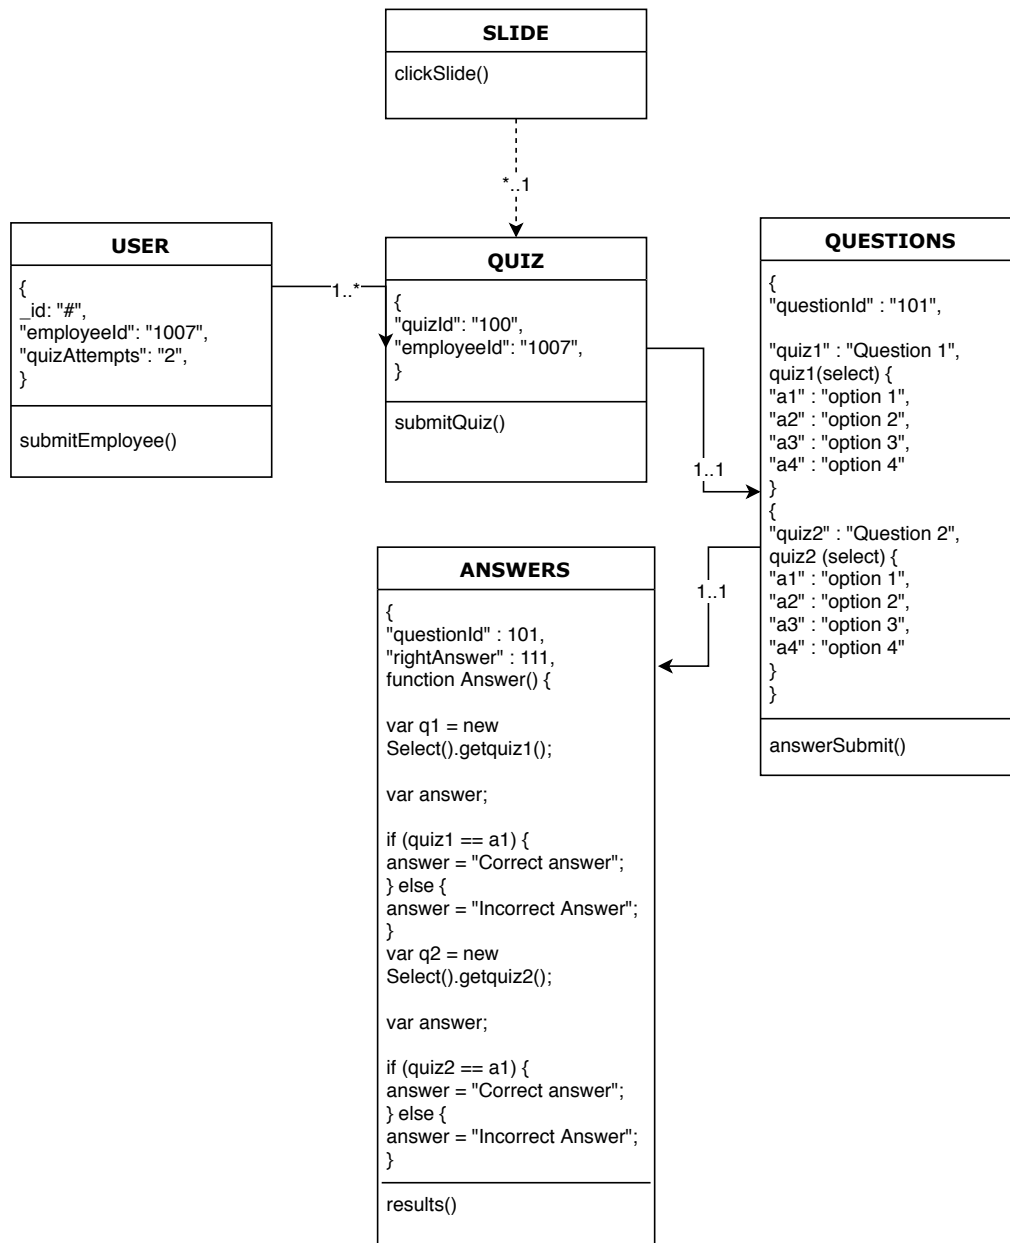 SLIDE
clickSlide()
*..1
USER
{
_id: "#",
"employeeId": "1007",
"quizAttempts": "2",
}
submitEmployee()
1..*
QUIZ
{
"quizId": "100",
"employeeId": "1007",
}
submitQuiz()
1..1
QUESTIONS
{
"questionId" : "101",
"quiz1" : "Question 1",
quiz1(select) {
"a1" : "option 1",
"a2" : "option 2",
"a3" : "option 3",
"a4" : "option 4"
}
{
"quiz2" : "Question 2",
quiz2 (select) {
"a1" : "option 1",
"a2" : "option 2",
"a3" : "option 3",
"a4" : "option 4"
}
}
answerSubmit()
1..1
ANSWERS
{
"questionId" : 101,
"rightAnswer" : 111,
function Answer() {
var q1 = new
Select().getquiz1();
var answer;
if (quiz1 == a1) {
answer = "Correct answer";
} else {
answer = "Incorrect Answer";
}
var q2 = new
Select().getquiz2();
var answer;
if (quiz2 == a1) {
answer = "Correct answer";
} else {
answer = "Incorrect Answer";
}
results()